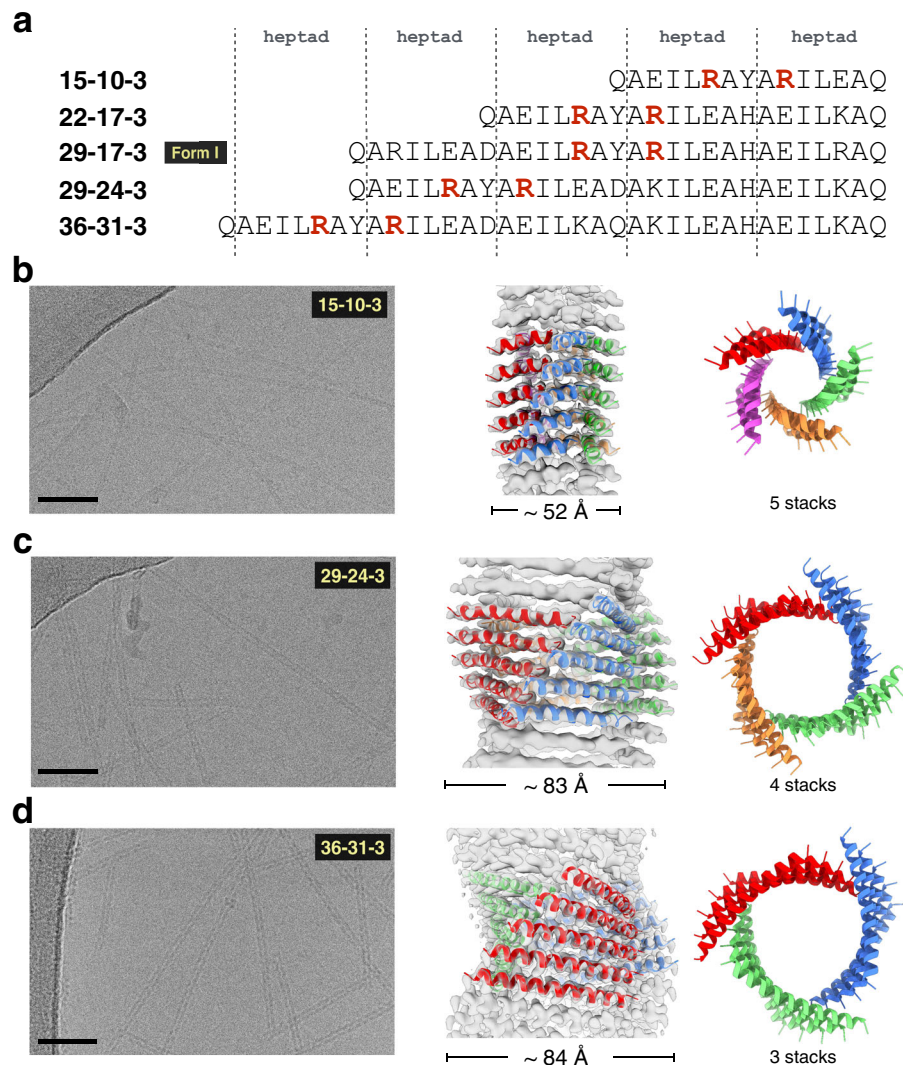 a
heptad heptad heptad heptad heptad
15-10-3 QAEILRAYARILEAQ
22-17-3 QAEILRAYARILEAHAEILKAQ
29-17-3 Form I QARILEADAEILRAYARILEAHAEILRAQ
29-24-3 QAEILRAYARILEADAKILEAHAEILKAQ
36-31-3 QAEILRAYARILEADAEILKAQAKILEAHAEILKAQ
b
15-10-3
~ 52 Å
5 stacks
c
29-24-3
~ 83 Å
4 stacks
d
36-31-3
~ 84 Å
3 stacks